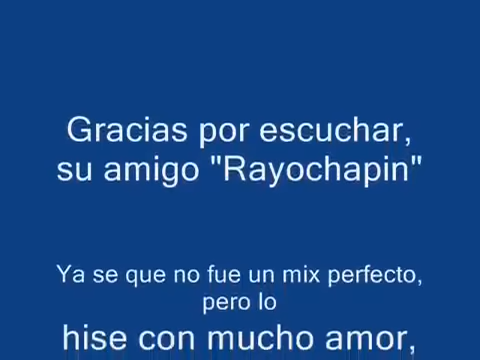 Gracias por escuchar,
su amigo "Rayochapin"
Ya se que no fue un mix perfecto,
pero lo
hise con mucho amor,